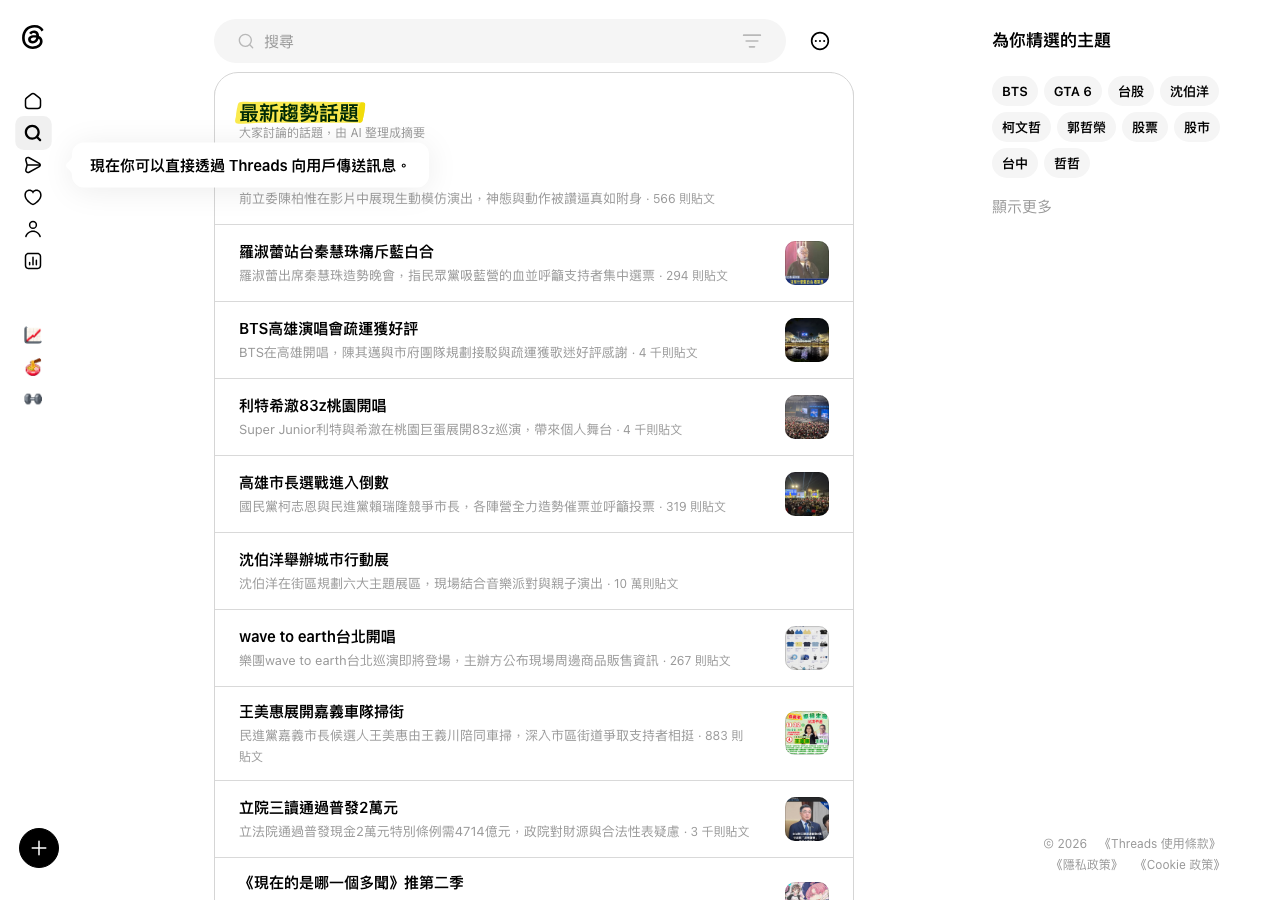 搜尋
最新趨勢話題
大家討論的話題，由 AI 整理成摘要
現在你可以直接透過 Threads 向用戶傳送訊息。
前立委陳柏惟在影片中展現生動模仿演出，神態與動作被讚逼真如附身 · 566 則貼文
羅淑蕾站台秦慧珠痛斥藍白合
羅淑蕾出席秦慧珠造勢晚會，指民眾黨吸藍營的血並呼籲支持者集中選票 · 294 則貼文
BTS高雄演唱會疏運獲好評
BTS在高雄開唱，陳其邁與市府團隊規劃接駁與疏運獲歌迷好評感謝 · 4 千則貼文
利特希澈83z桃園開唱
Super Junior利特與希澈在桃園巨蛋展開83z巡演，帶來個人舞台 · 4 千則貼文
高雄市長選戰進入倒數
國民黨柯志恩與民進黨賴瑞隆競爭市長，各陣營全力造勢催票並呼籲投票 · 319 則貼文
沈伯洋舉辦城市行動展
沈伯洋在街區規劃六大主題展區，現場結合音樂派對與親子演出 · 10 萬則貼文
wave to earth台北開唱
樂團wave to earth台北巡演即將登場，主辦方公布現場周邊商品販售資訊 · 267 則貼文
王美惠展開嘉義車隊掃街
民進黨嘉義市長候選人王美惠由王義川陪同車掃，深入市區街道爭取支持者相挺 · 883 則
貼文
立院三讀通過普發2萬元
立法院通過普發現金2萬元特別條例需4714億元，政院對財源與合法性表疑慮 · 3 千則貼文
《現在的是哪一個多聞》推第二季
為你精選的主題
BTS GTA 6 台股 沈伯洋
柯文哲 郭哲榮 股票 股市
台中 哲哲
顯示更多
© 2026 《Threads 使用條款》
《隱私政策》 《Cookie 政策》